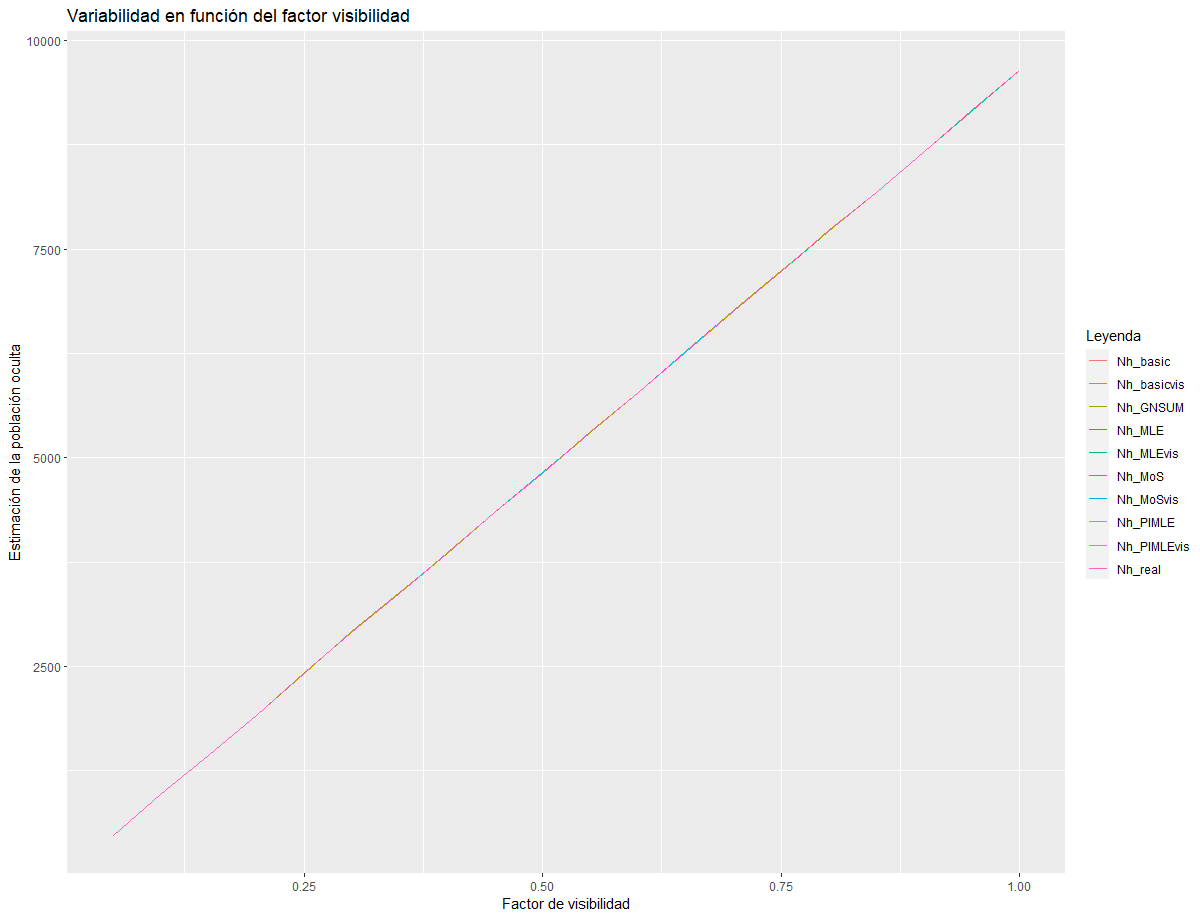 Variabilidad en función del factor visibilidad
10000
7500
5000
2500
Estimación de la población oculta
0.25
0.50
0.75
1.00
Factor de visibilidad
Leyenda
Nh_basic
Nh_basicvis
Nh_GNSUM
Nh_MLE
Nh_MLEvis
Nh_MoS
Nh_MoSvis
Nh_PIMLE
Nh_PIMLEvis
Nh_real